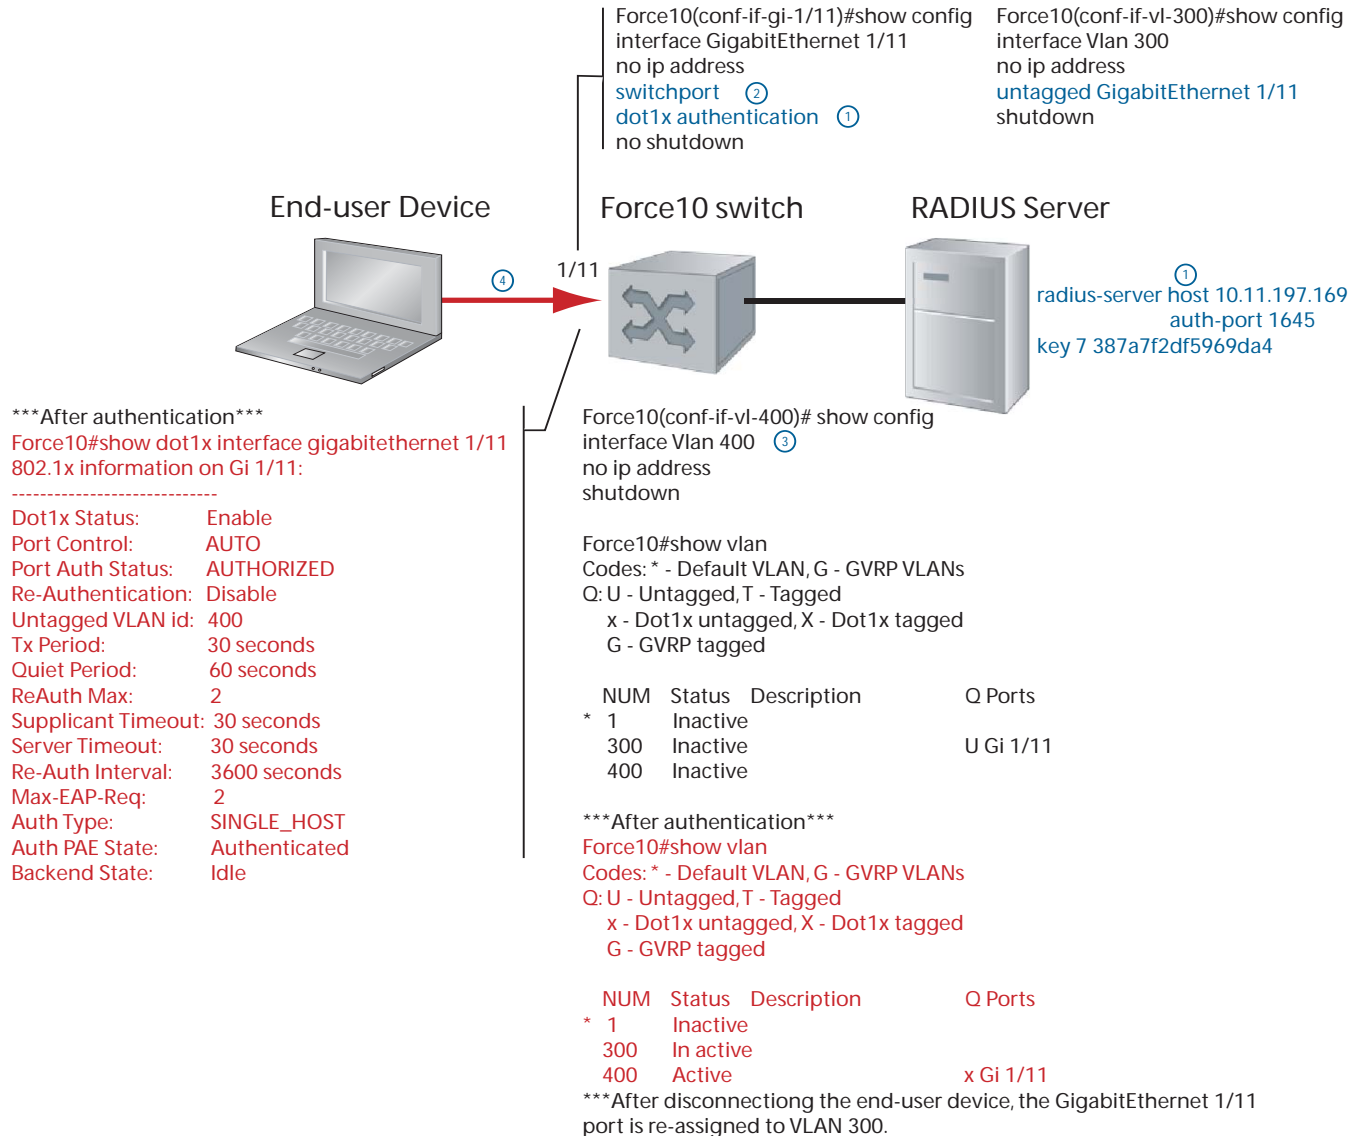 Force10(conf-if-gi-1/11)#show config
interface GigabitEthernet 1/11
no ip address
switchport 2
dot1x authentication 1
no shutdown
Force10(conf-if-vl-300)#show config
interface Vlan 300
no ip address
untagged GigabitEthernet 1/11
shutdown
End-user Device
Force10 switch
RADIUS Server
4
1/11
1
radius-server host 10.11.197.169
auth-port 1645
key 7 387a7f2df5969da4
***After authentication***
Force10#show dot1x interface gigabitethernet 1/11
802.1x information on Gi 1/11:
-----------------------------
Dot1x Status: Enable
Port Control: AUTO
Port Auth Status: AUTHORIZED
Re-Authentication: Disable
Untagged VLAN id: 400
Tx Period: 30 seconds
Quiet Period: 60 seconds
ReAuth Max: 2
Supplicant Timeout: 30 seconds
Server Timeout: 30 seconds
Re-Auth Interval: 3600 seconds
Max-EAP-Req: 2
Auth Type: SINGLE_HOST
Auth PAE State: Authenticated
Backend State: Idle
Force10(conf-if-vl-400)# show config
interface Vlan 400 3
no ip address
shutdown
Force10#show vlan
Codes: * - Default VLAN, G - GVRP VLANs
Q: U - Untagged, T - Tagged
x - Dot1x untagged, X - Dot1x tagged
G - GVRP tagged
NUM Status Description Q Ports
* 1 Inactive
300 Inactive U Gi 1/11
400 Inactive
***After authentication***
Force10#show vlan
Codes: * - Default VLAN, G - GVRP VLANs
Q: U - Untagged, T - Tagged
x - Dot1x untagged, X - Dot1x tagged
G - GVRP tagged
NUM Status Description Q Ports
* 1 Inactive
300 In active
400 Active x Gi 1/11
***After disconnectiong the end-user device, the GigabitEthernet 1/11
port is re-assigned to VLAN 300.